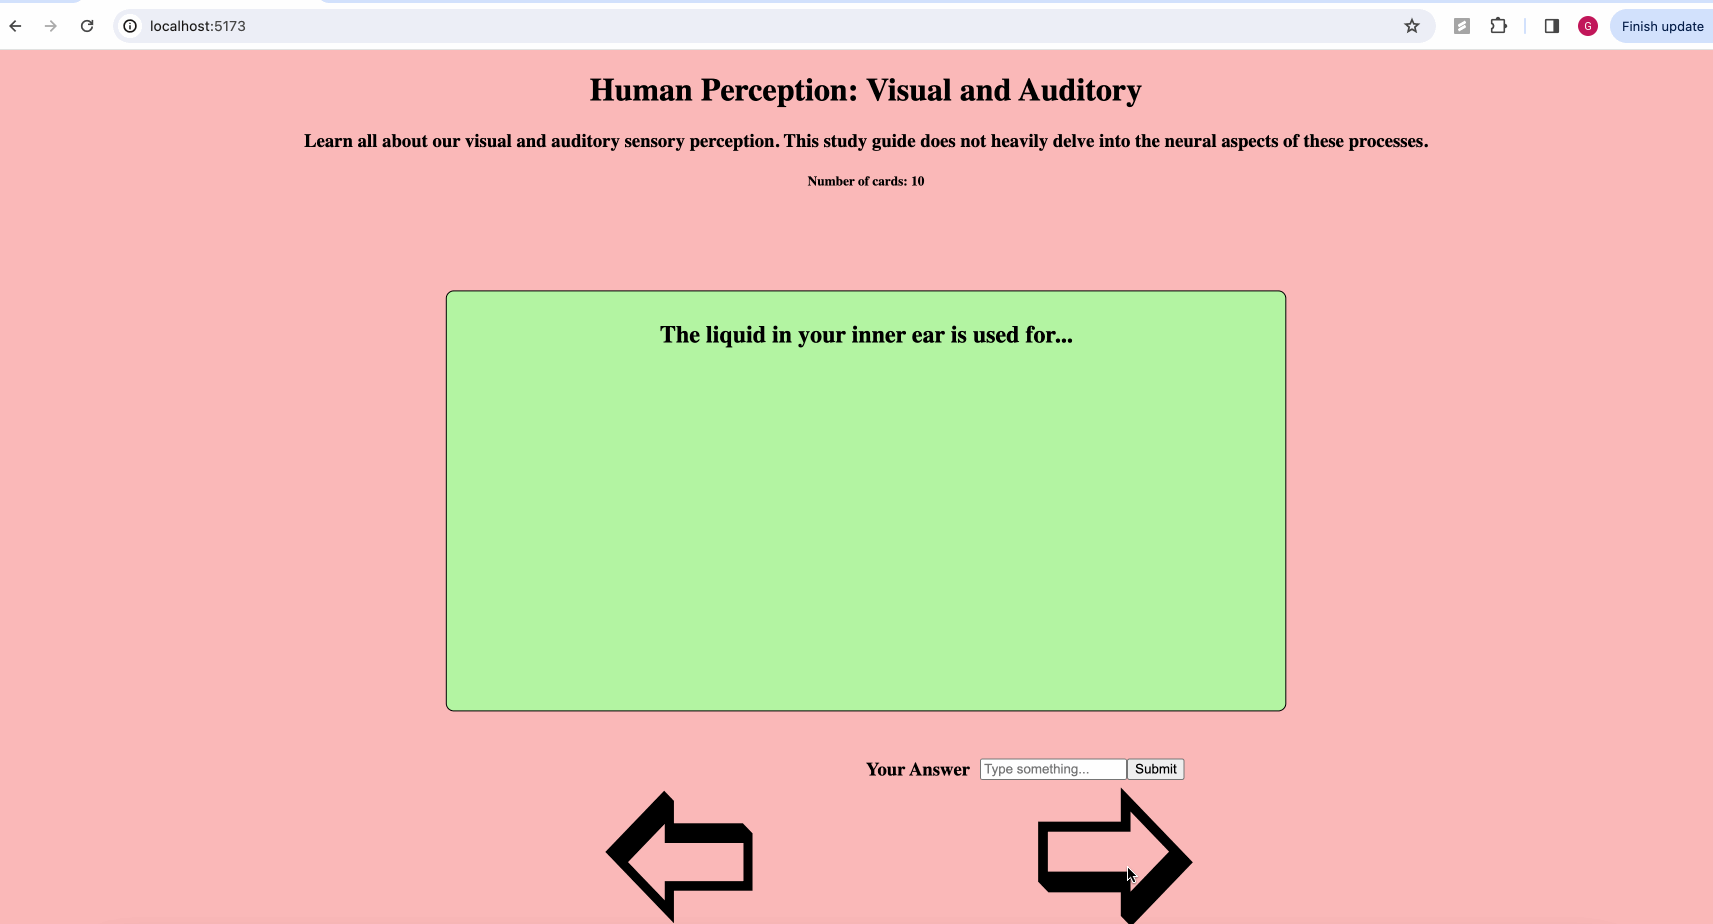 localhost:5173
G
Finish update
Human Perception: Visual and Auditory
Learn all about our visual and auditory sensory perception. This study guide does not heavily delve into the neural aspects of these processes.
Number of cards: 10
The liquid in your inner ear is used for...
Your Answer Type something... Submit